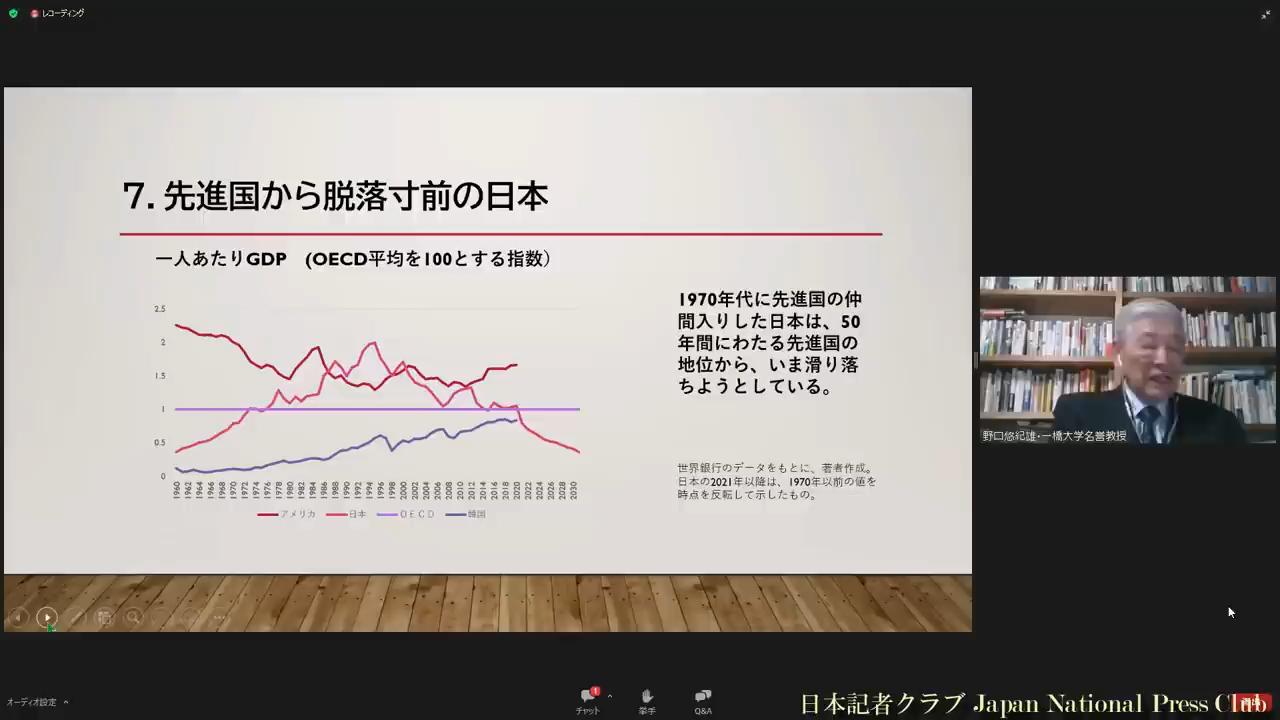 レコーディング
7. 先進国から脱落寸前の日本
一人あたりGDP (OECD平均を100とする指数)
2.5
2
1.5
1
0.5
0
1960 1962 1964 1966 1968 1970 1972 1974 1976 1978 1980 1982 1984 1986 1988 1990 1992 1994 1996 1998 2000 2002 2004 2006 2008 2010 2012 2014 2016 2018 2020 2022 2024 2026 2028 2030
アメリカ 日本 OECD 韓国
1970年代に先進国の仲
間入りした日本は、50
年間にわたる先進国の
地位から、いま滑り落
ちようとしている。
世界銀行のデータをもとに、著者作成。
日本の2021年以降は、1970年以前の値を
時点を反転して示したもの。
野口悠紀雄・一橋大学名誉教授
オーディオ設定
1
チャット
挙手
Q&A
日本記者クラブ Japan National Press Club